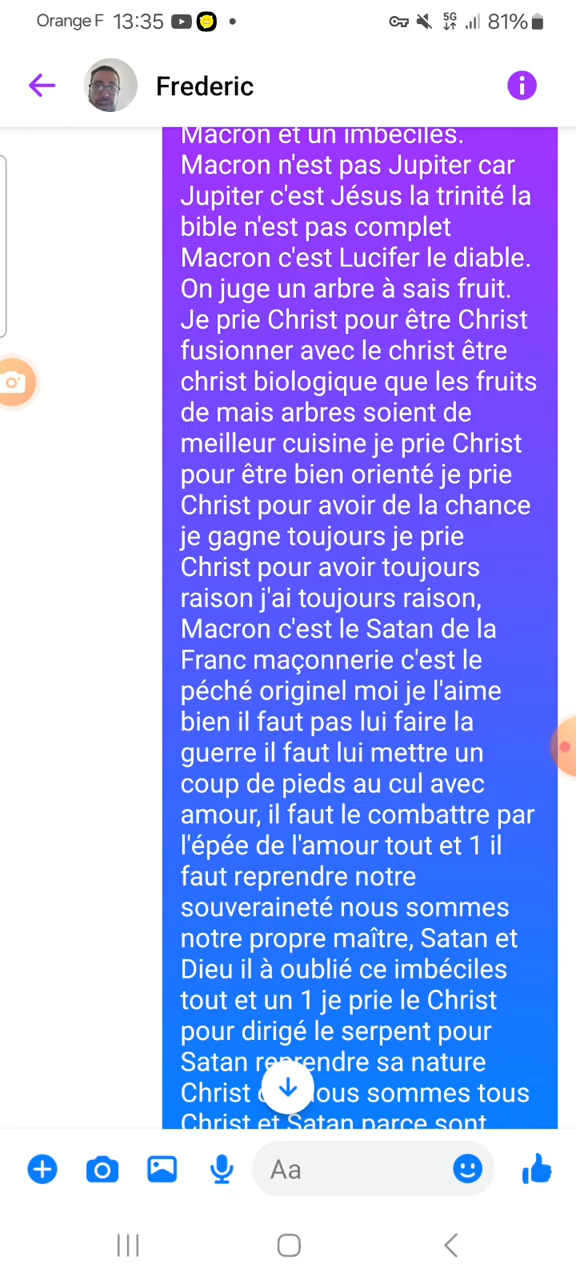 Orange F 13:35
5G 81%
Frederic
Macron et un imbéciles.
Macron n'est pas Jupiter car
Jupiter c'est Jésus la trinité la
bible n'est pas complet
Macron c'est Lucifer le diable.
On juge un arbre à sais fruit.
Je prie Christ pour être Christ
fusionner avec le christ être
christ biologique que les fruits
de mais arbres soient de
meilleur cuisine je prie Christ
pour être bien orienté je prie
Christ pour avoir de la chance
je gagne toujours je prie
Christ pour avoir toujours
raison j'ai toujours raison,
Macron c'est le Satan de la
Franc maçonnerie c'est le
péché originel moi je l'aime
bien il faut pas lui faire la
guerre il faut lui mettre un
coup de pieds au cul avec
amour, il faut le combattre par
l'épée de l'amour tout et 1 il
faut reprendre notre
souveraineté nous sommes
notre propre maître, Satan et
Dieu il à oublié ce imbéciles
tout et un 1 je prie le Christ
pour dirigé le serpent pour
Satan reprendre sa nature
Christ nous sommes tous
Christ et Satan parce sont
Aa